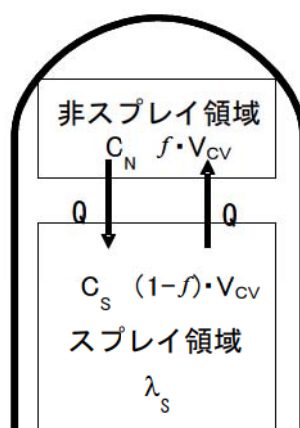 非スプレイ領域
C_N f・V_CV
Q Q
C_S (1-f)・V_CV
スプレイ領域
λ_S